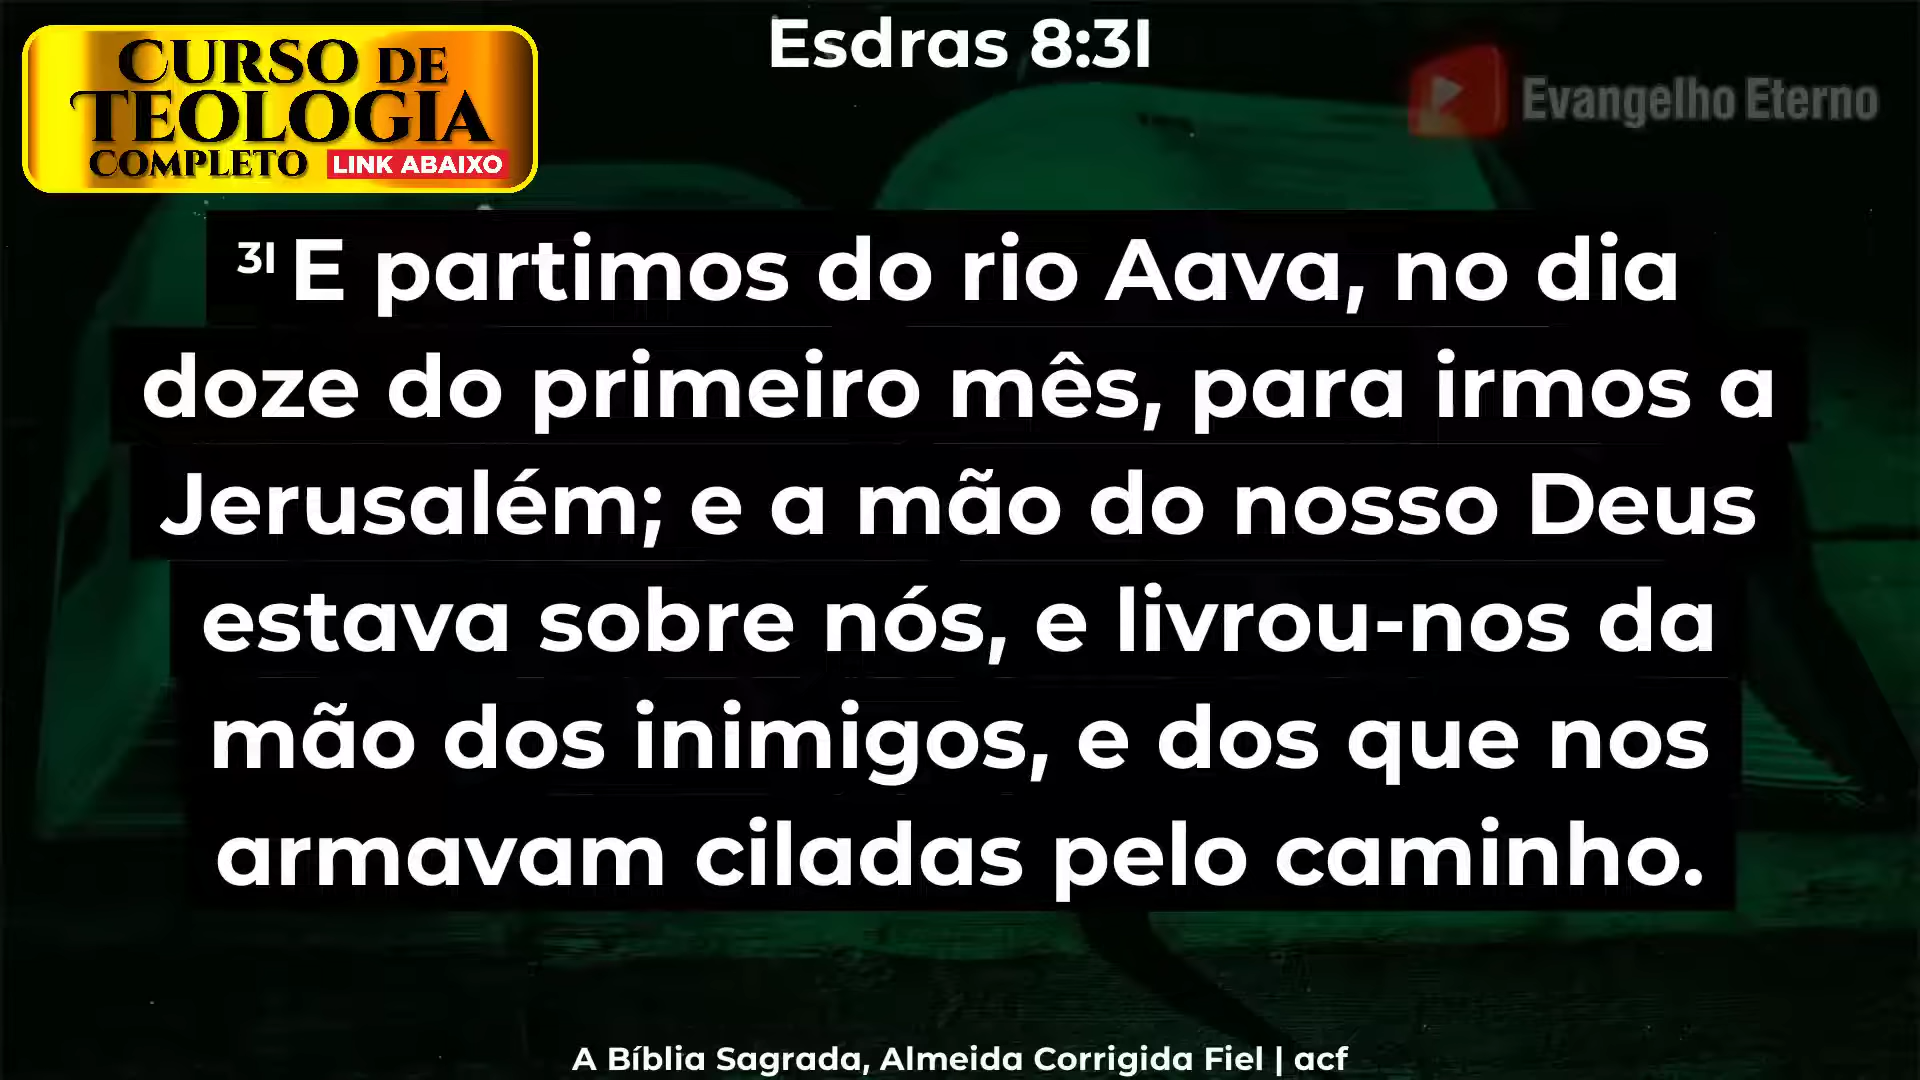 Esdras 8:31
CURSO DE
TEOLOGIA
COMPLETO LINK ABAIXO
Evangelho Eterno
31 E partimos do rio Aava, no dia
doze do primeiro mês, para irmos a
Jerusalém; e a mão do nosso Deus
estava sobre nós, e livrou-nos da
mão dos inimigos, e dos que nos
armavam ciladas pelo caminho.
A Bíblia Sagrada, Almeida Corrigida Fiel | acf